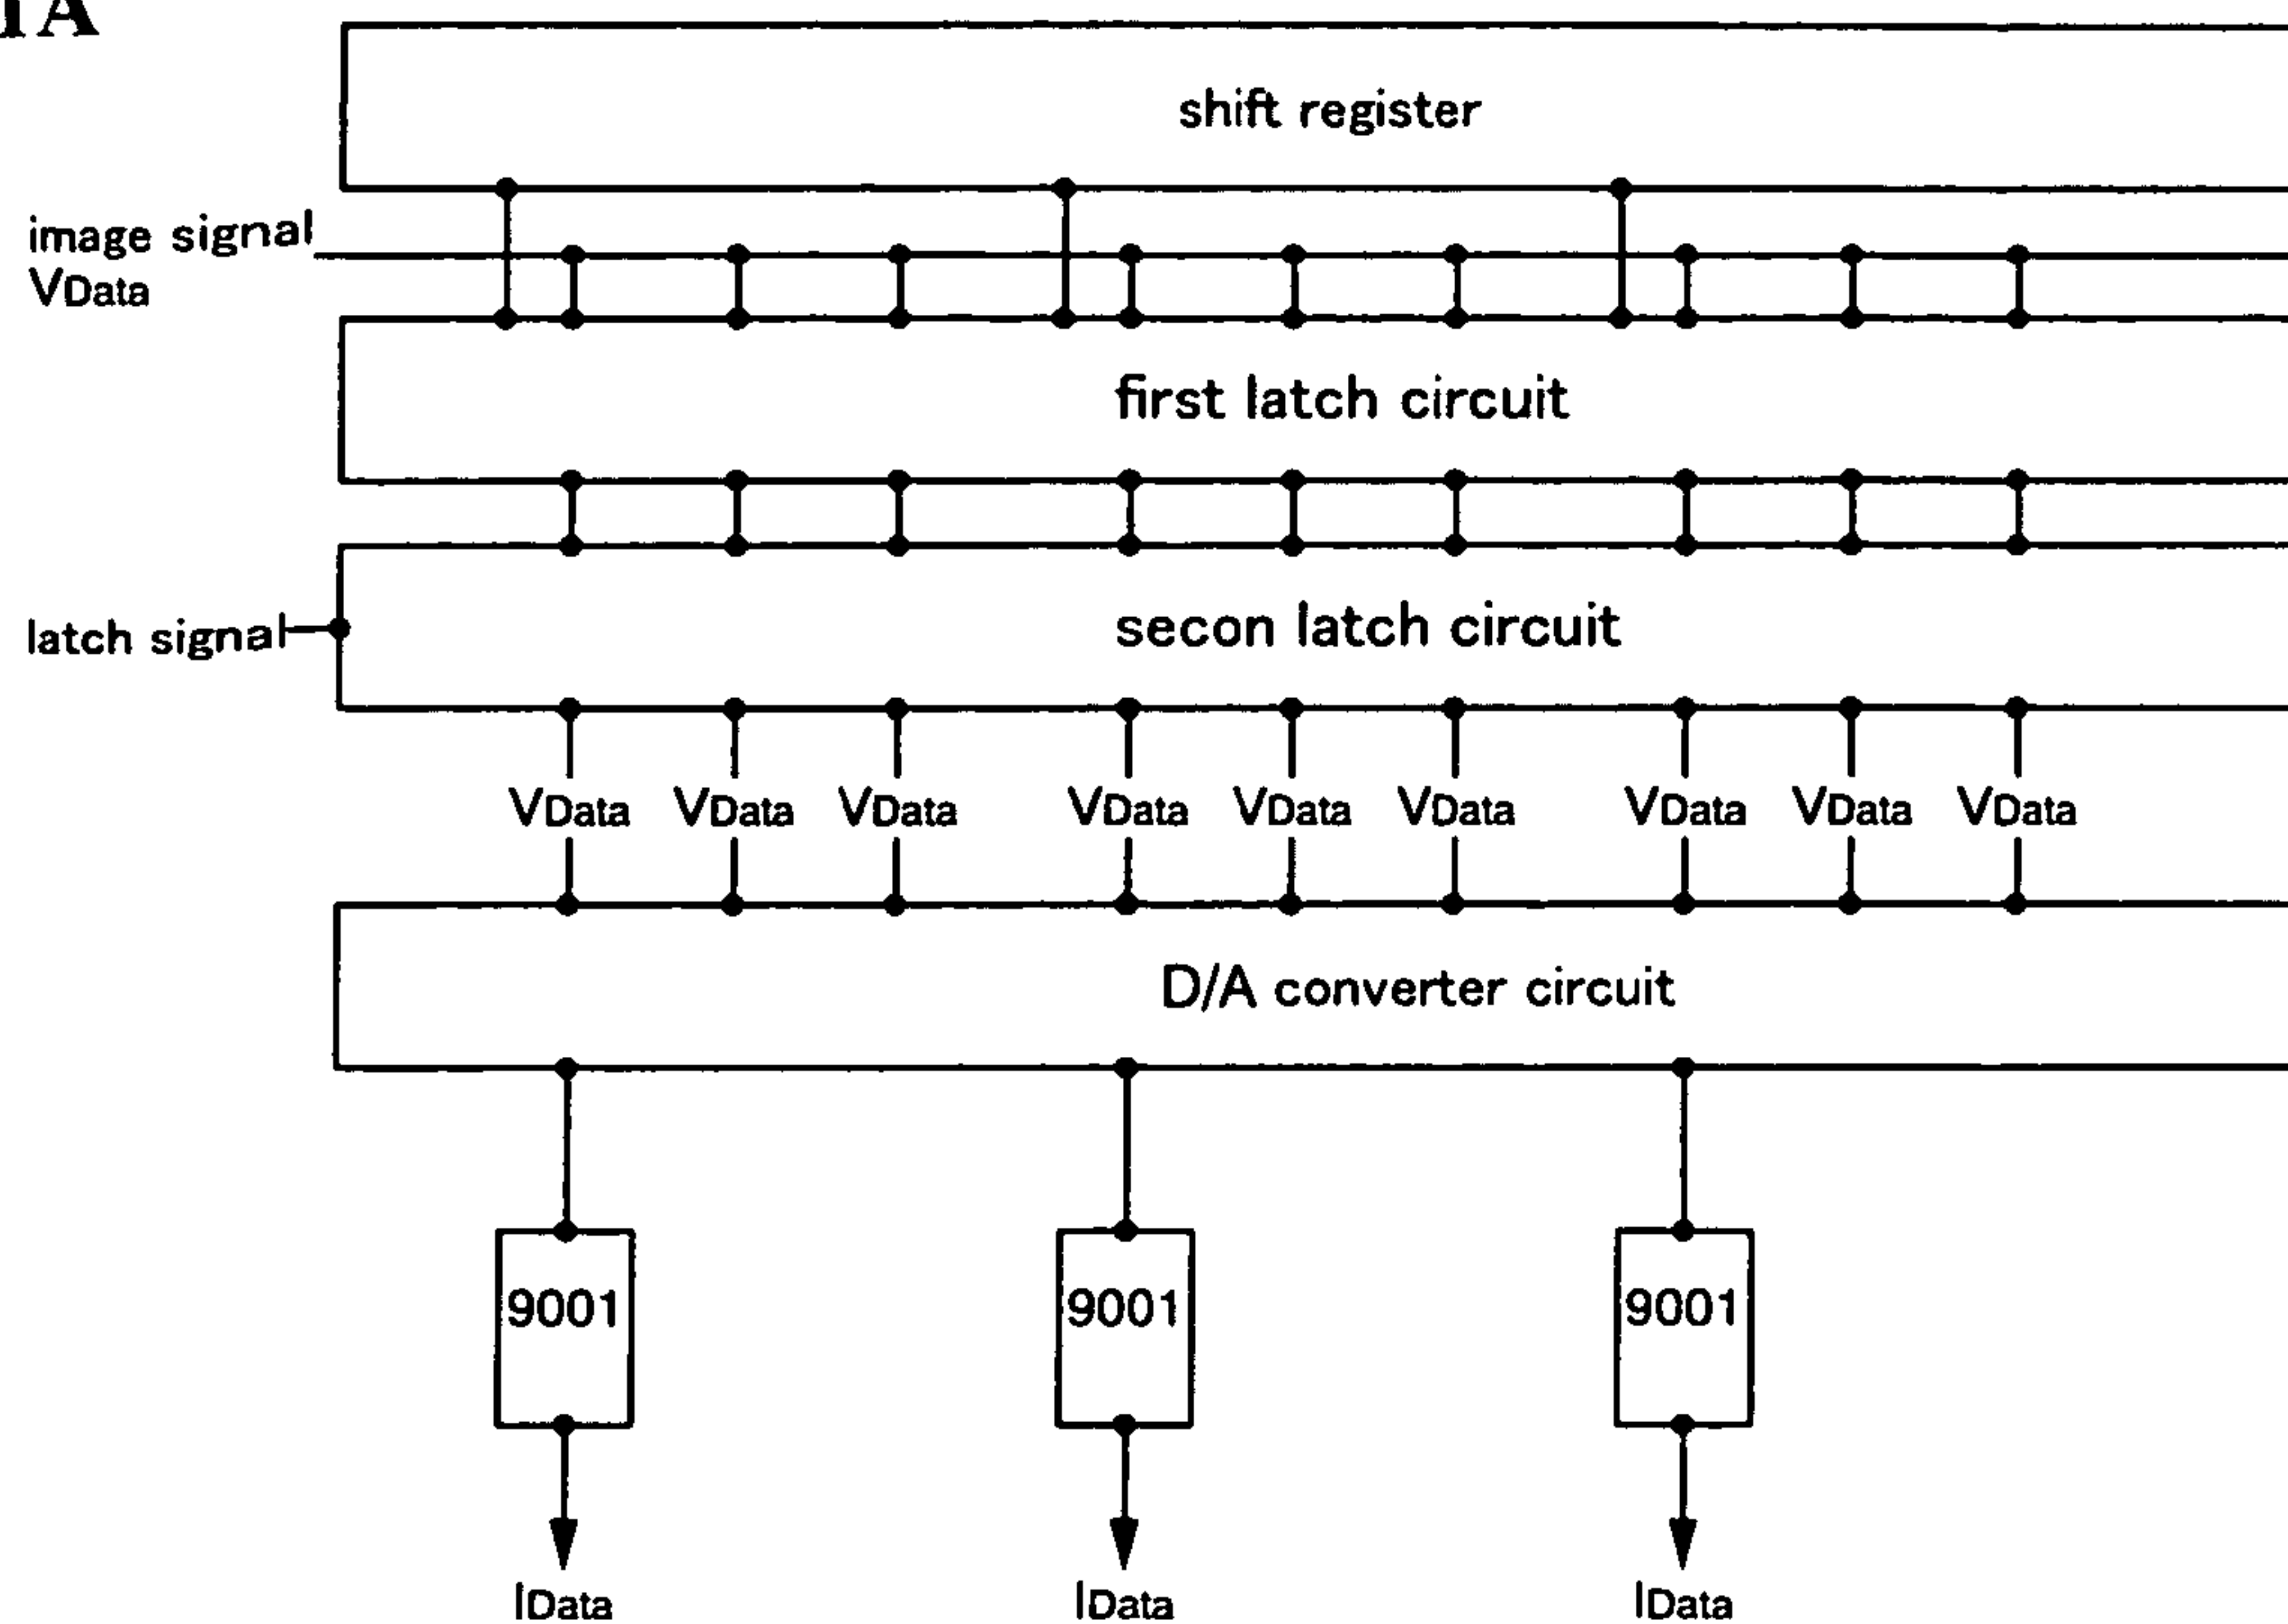 1A
shift register
image signal
VData
first latch circuit
secon latch circuit
latch signal
VData VData VData VData VData VData VData VData VData
D/A converter circuit
9001 9001 9001
IData IData IData